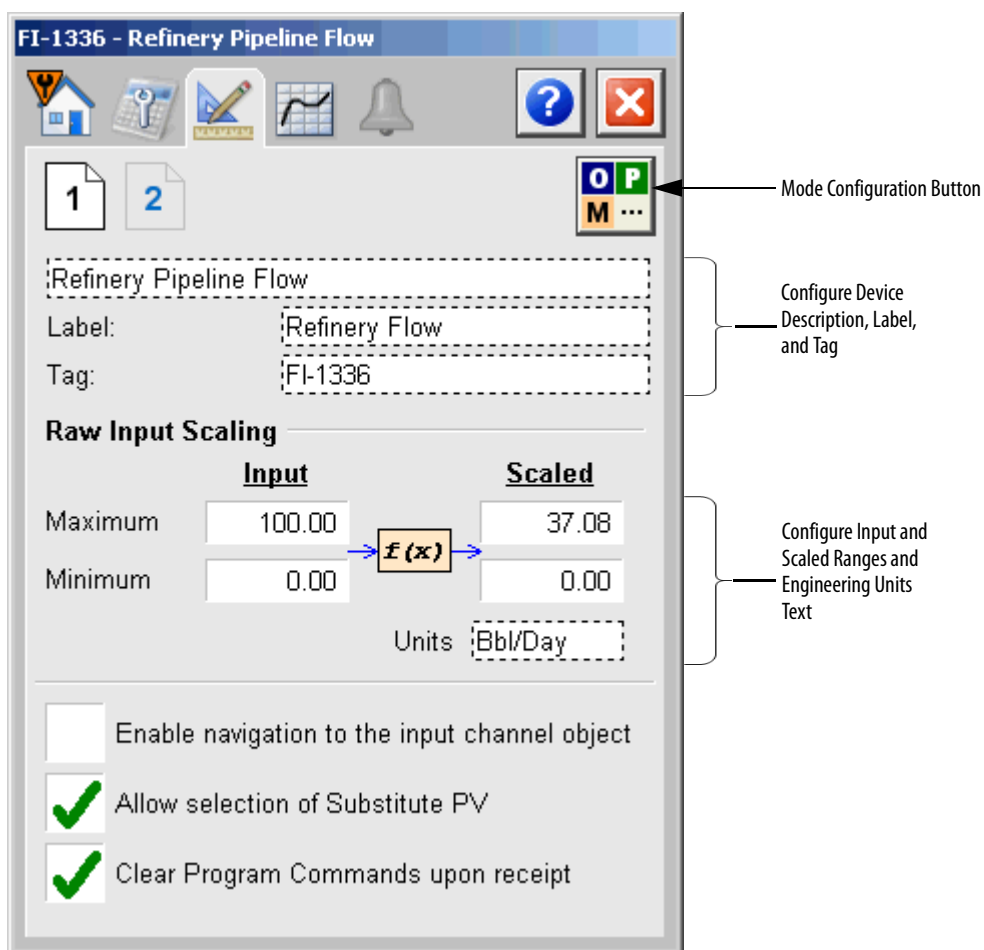 FI-1336 - Refinery Pipeline Flow
?
1
2
O P
M ...
Mode Configuration Button
Refinery Pipeline Flow
Label:
Refinery Flow
Tag:
FI-1336
Configure Device
Description, Label,
and Tag
Raw Input Scaling
Input
Scaled
Maximum
100.00
37.08
f(x)
Minimum
0.00
0.00
Units
Bbl/Day
Configure Input and
Scaled Ranges and
Engineering Units
Text
Enable navigation to the input channel object
Allow selection of Substitute PV
Clear Program Commands upon receipt